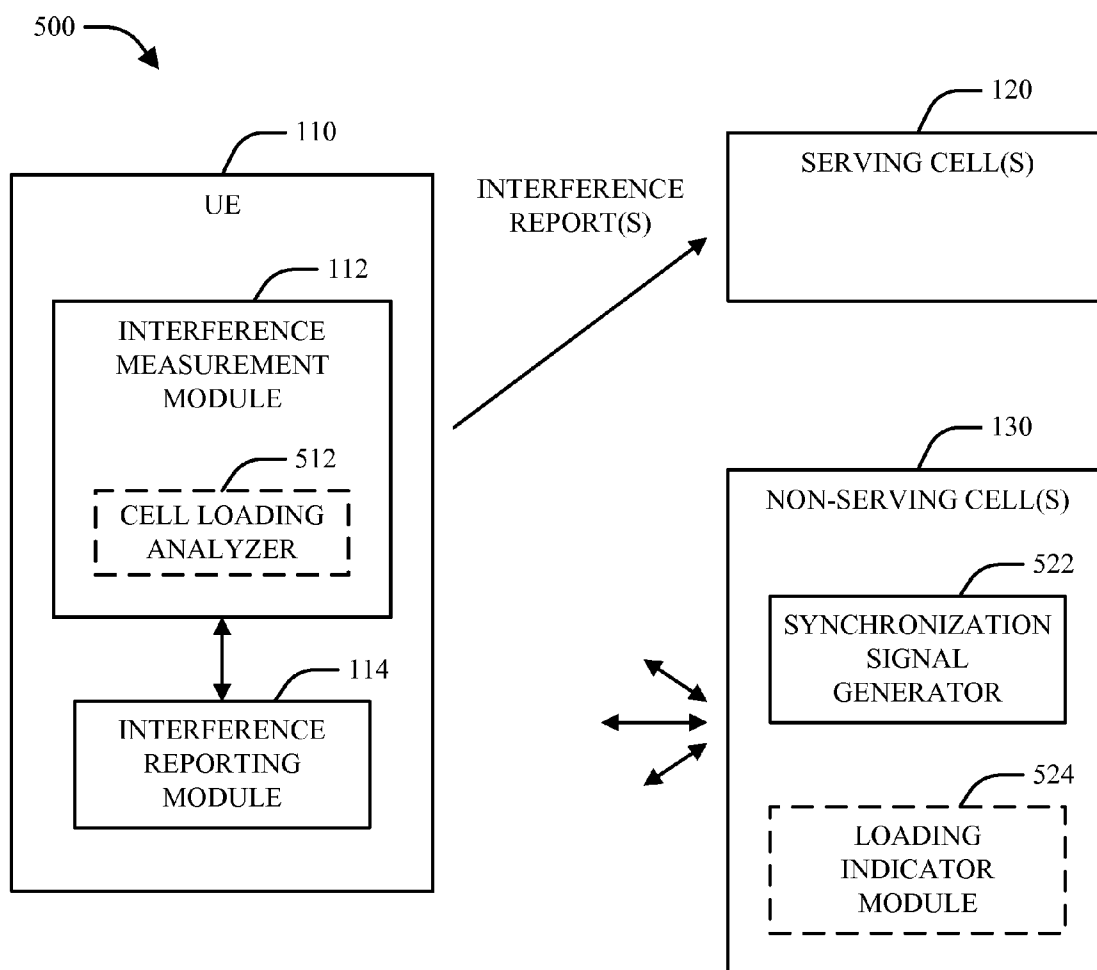 500
110
UE
112
INTERFERENCE
MEASUREMENT
MODULE
512
CELL LOADING
ANALYZER
114
INTERFERENCE
REPORTING
MODULE
INTERFERENCE
REPORT(S)
120
SERVING CELL(S)
130
NON-SERVING CELL(S)
522
SYNCHRONIZATION
SIGNAL
GENERATOR
524
LOADING
INDICATOR
MODULE